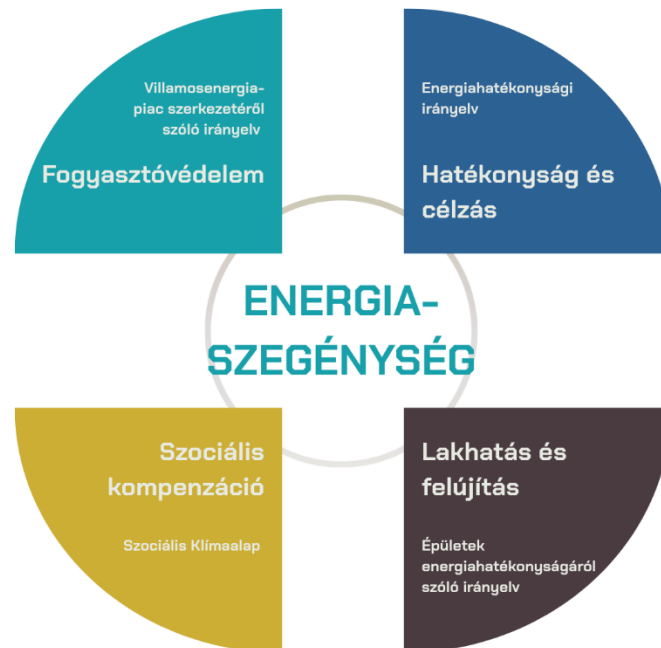 Villamosenergia-
piac szerkezetéről
szóló irányelv
Fogyasztóvédelem
Energiahatékonysági
irányelv
Hatékonyság és
célzás
ENERGIA-
SZEGÉNYSÉG
Szociális
kompenzáció
Szociális Klímaalap
Lakhatás és
felújítás
Épületek
energiahatékonyságáról
szóló irányelv